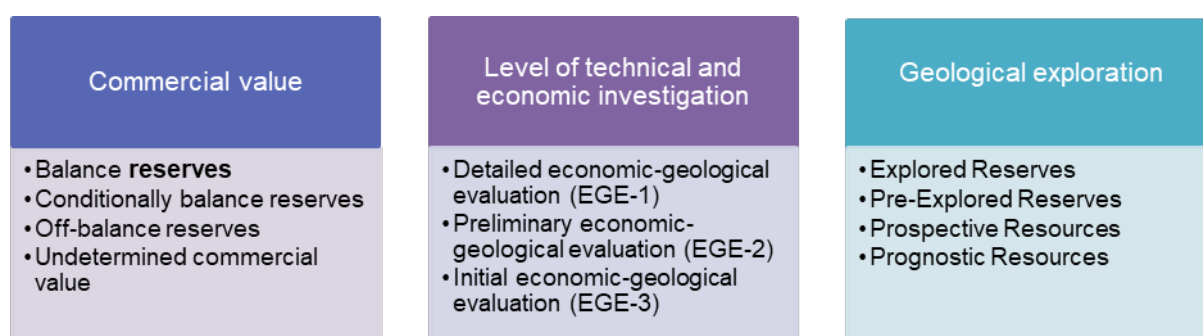 Commercial value
• Balance reserves
• Conditionally balance reserves
• Off-balance reserves
• Undetermined commercial
value
Level of technical and
economic investigation
• Detailed economic-geological
evaluation (EGE-1)
• Preliminary economic-
geological evaluation (EGE-2)
• Initial economic-geological
evaluation (EGE-3)
Geological exploration
• Explored Reserves
• Pre-Explored Reserves
• Prospective Resources
• Prognostic Resources